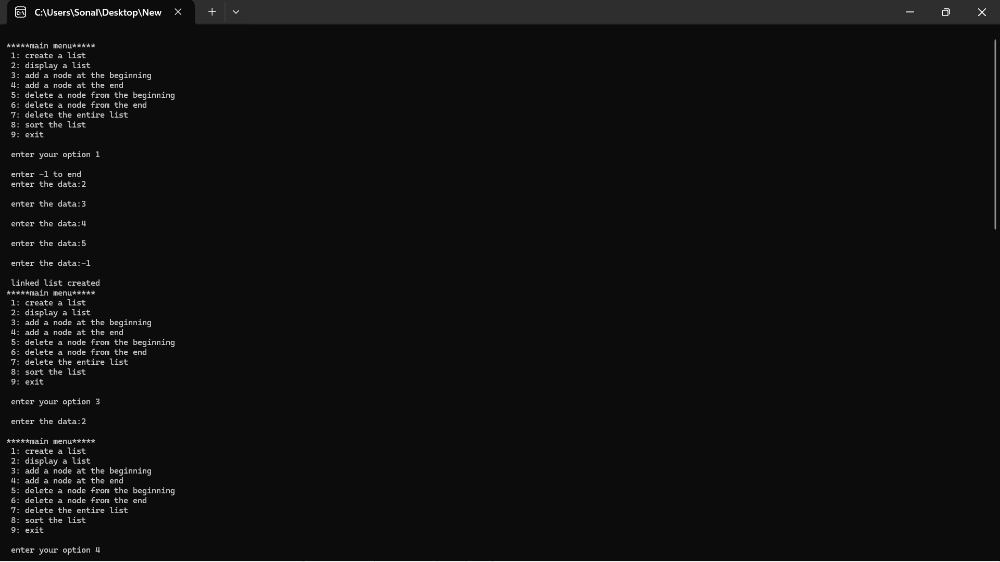 C:\Users\Sonal\Desktop\New
*****main menu*****
1: create a list
2: display a list
3: add a node at the beginning
4: add a node at the end
5: delete a node from the beginning
6: delete a node from the end
7: delete the entire list
8: sort the list
9: exit
enter your option 1
enter -1 to end
enter the data:2
enter the data:3
enter the data:4
enter the data:5
enter the data:-1
linked list created
*****main menu*****
1: create a list
2: display a list
3: add a node at the beginning
4: add a node at the end
5: delete a node from the beginning
6: delete a node from the end
7: delete the entire list
8: sort the list
9: exit
enter your option 3
enter the data:2
*****main menu*****
1: create a list
2: display a list
3: add a node at the beginning
4: add a node at the end
5: delete a node from the beginning
6: delete a node from the end
7: delete the entire list
8: sort the list
9: exit
enter your option 4